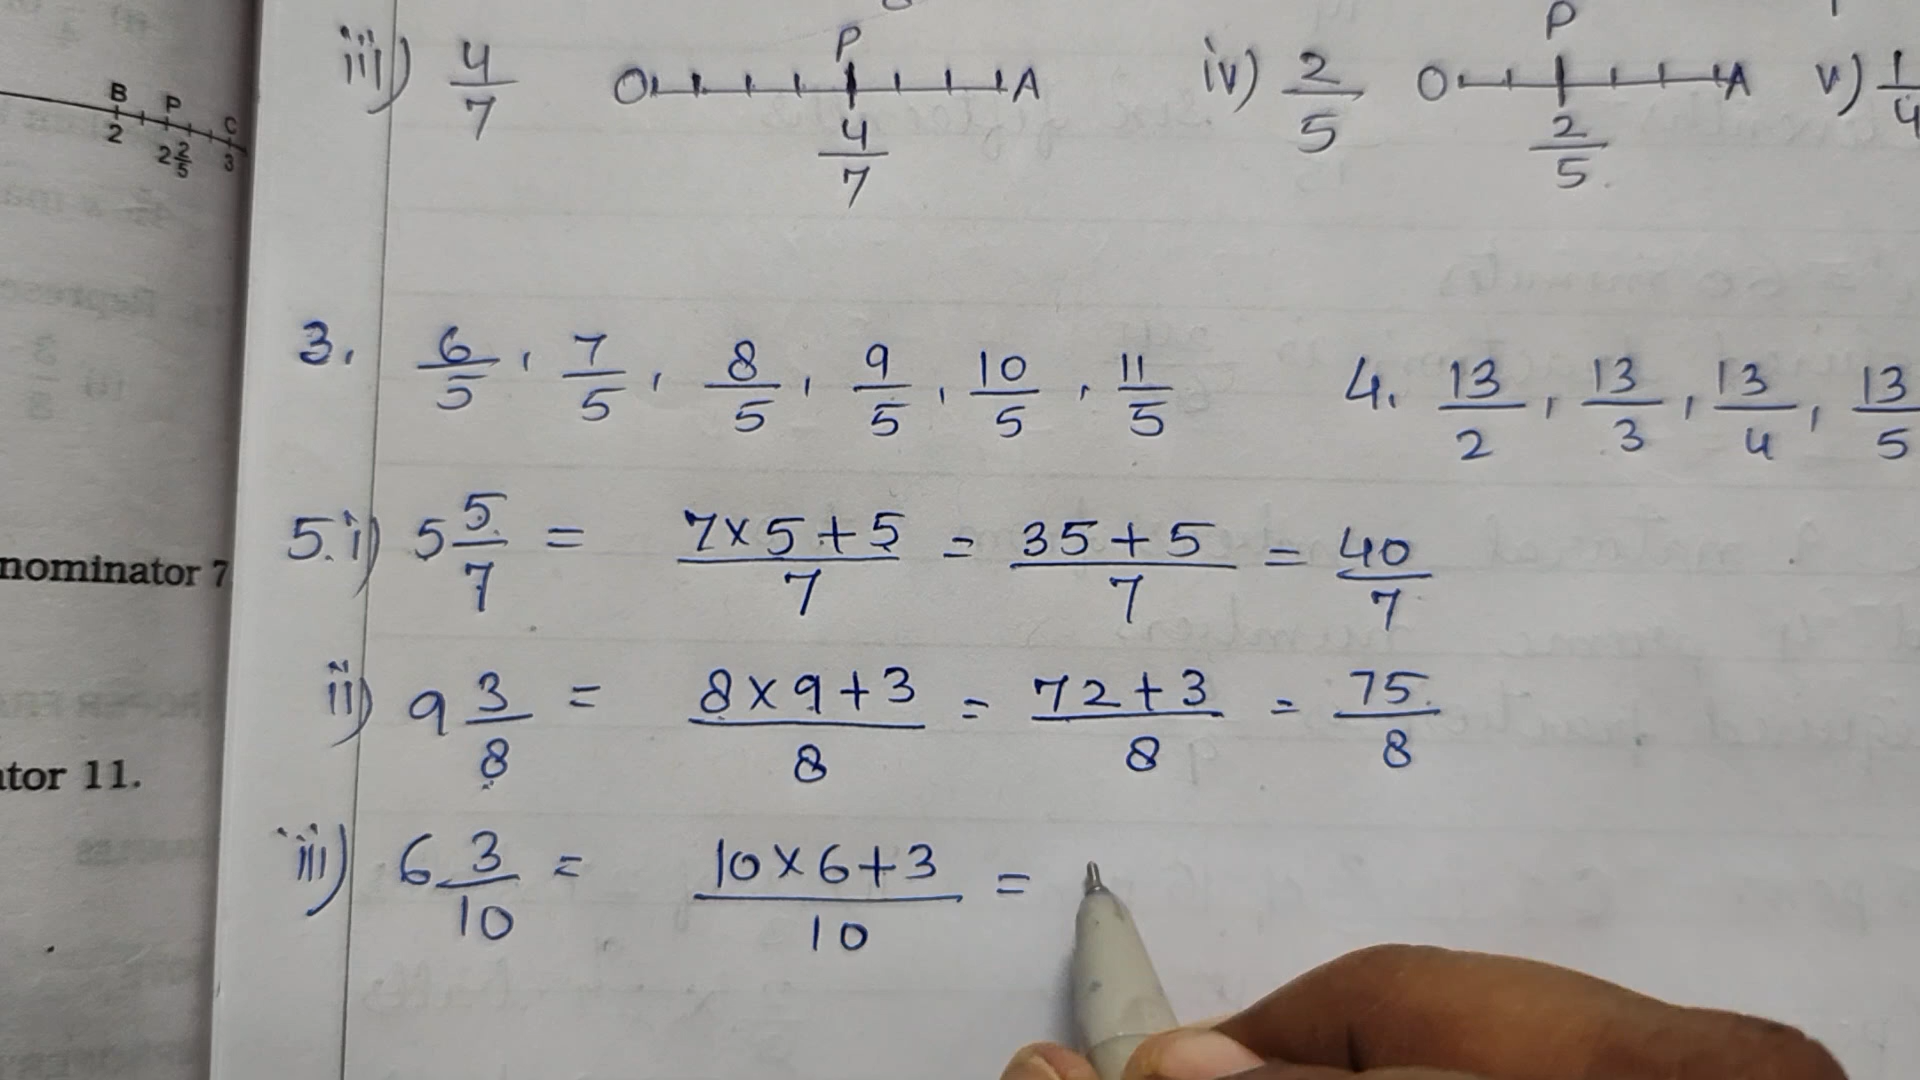 iii) 4/7 O P A 4/7 iv) 2/5 O P A 2/5 v) 1/4
B P C
2 2 2/5 3
3. 6/5, 7/5, 8/5, 9/5, 10/5, 11/5 4. 13/2, 13/3, 13/4, 13/5
5. i) 5 5/7 = 7×5+5/7 = 35+5/7 = 40/7
nominator 7
ii) 9 3/8 = 8×9+3/8 = 72+3/8 = 75/8
tor 11.
iii) 6 3/10 = 10×6+3/10 =